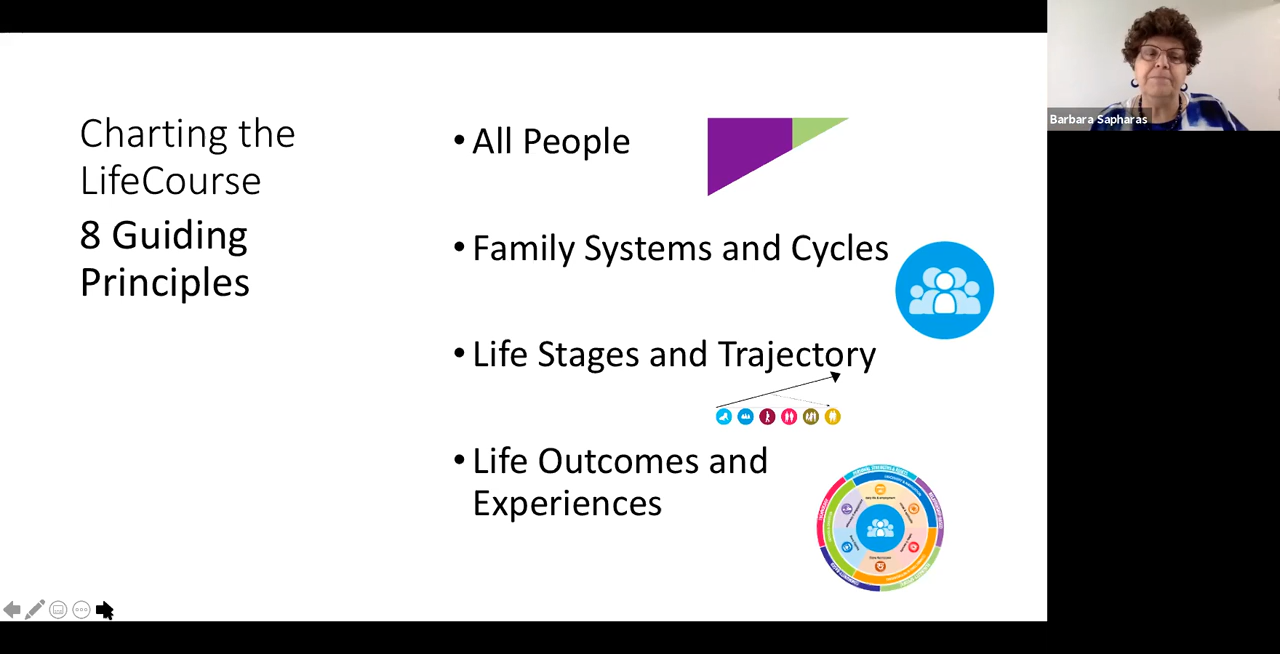 Charting the
LifeCourse
8 Guiding
Principles
• All People
• Family Systems and Cycles
• Life Stages and Trajectory
• Life Outcomes and
Experiences
Barbara Sapharas